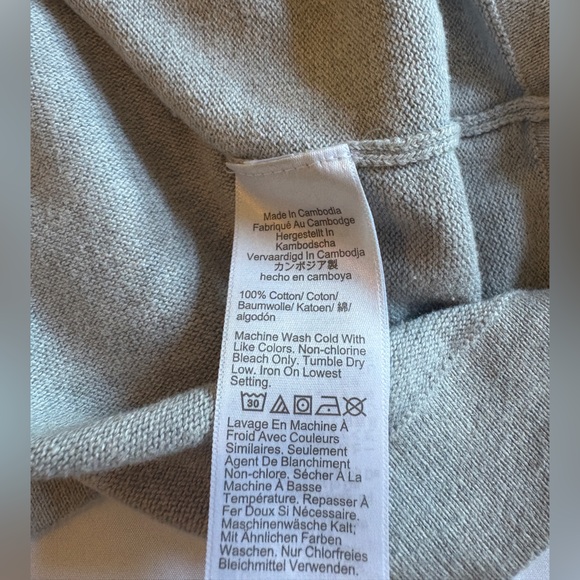 Made In Cambodia
Fabriqué Au Cambodge
Hergestellt In
Kambodscha
Vervaardigd In Cambodja
カンボジア製
hecho en camboya
100% Cotton/ Coton/
Baumwolle/ Katoen/ 綿/
algodón
Machine Wash Cold With
Like Colors. Non-chlorine
Bleach Only. Tumble Dry
Low. Iron On Lowest
Setting.
30
Lavage En Machine À
Froid Avec Couleurs
Similaires. Seulement
Agent De Blanchiment
Non-chlore. Sécher À La
Machine À Basse
Température. Repasser À
Fer Doux Si Nécessaire.
Maschinenwäsche Kalt;
Mit Ähnlichen Farben
Waschen. Nur Chlorfreies
Bleichmittel Verwenden.